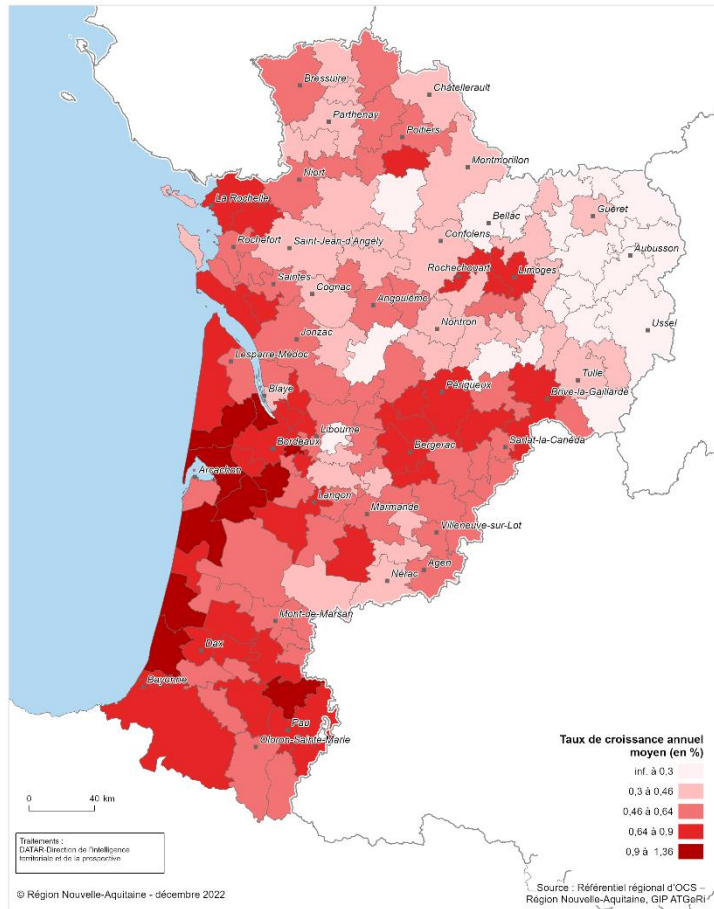 Bressuire
Châtellerault
Parthenay
Poitiers
Montmorillon
Niort
La Rochelle
Bellac
Guéret
Rochefort
Saint-Jean-d'Angély
Confolens
Aubusson
Rochechouart
Limoges
Saintes
Cognac
Angoulême
Ussel
Jonzac
Nontron
Lesparre-Médoc
Tulle
Blaye
Périgueux
Brive-la-Gaillarde
Libourne
Bordeaux
Bergerac
Sarlat-la-Canéda
Arcachon
Langon
Marmande
Villeneuve-sur-Lot
Agen
Nérac
Mont-de-Marsan
Dax
Bayonne
Pau
Oloron-Sainte-Marie
Taux de croissance annuel
moyen (en %)
inf. à 0,3
0,3 à 0,46
0,46 à 0,64
0,64 à 0,9
0,9 à 1,36
0 40 km
Traitements :
DATAR-Direction de l'Intelligence
territoriale et de la prospective
© Région Nouvelle-Aquitaine - décembre 2022
Source : Référentiel régional d'OCS –
Région Nouvelle-Aquitaine, GIP ATGeRi